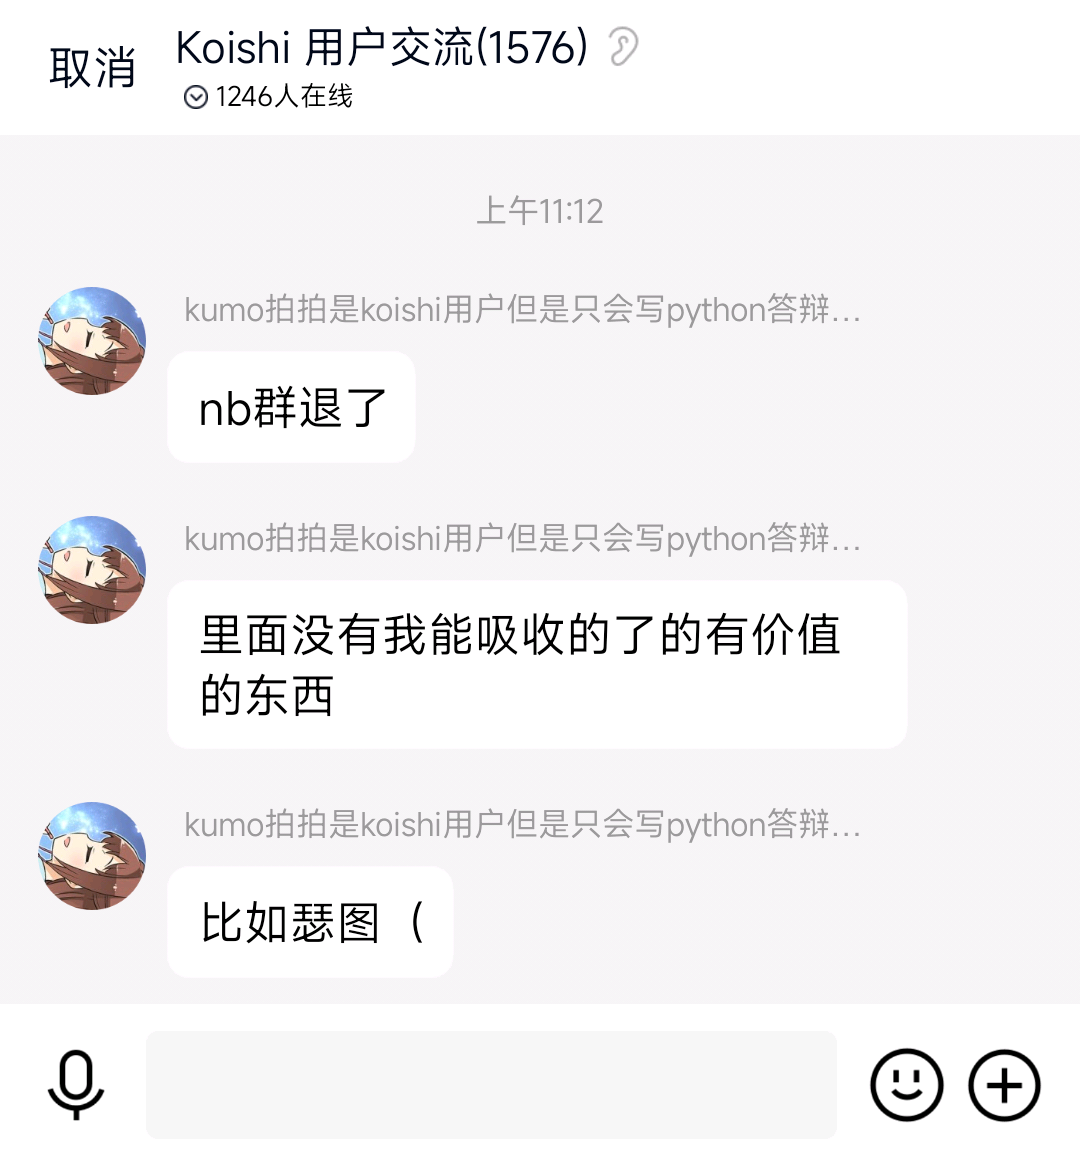 取消
Koishi 用户交流(1576)
1246人在线
上午11:12
kumo拍拍是koishi用户但是只会写python答辩...
nb群退了
kumo拍拍是koishi用户但是只会写python答辩...
里面没有我能吸收的了的有价值
的东西
kumo拍拍是koishi用户但是只会写python答辩...
比如瑟图（